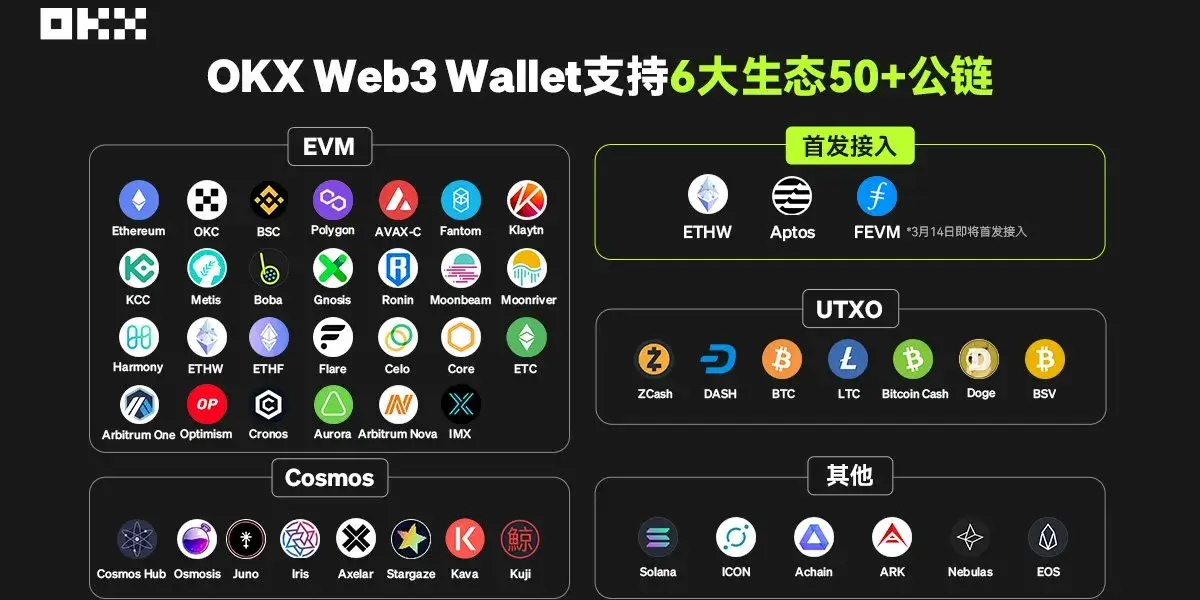 OKX
OKX Web3 Wallet支持6大生态50+公链
EVM
Ethereum OKC BSC Polygon AVAX-C Fantom Klaytn
KCC Metis Boba Gnosis Ronin Moonbeam Moonriver
Harmony ETHW ETHF Flare Celo Core ETC
OP
Arbitrum One Optimism Cronos Aurora Arbitrum Nova IMX
首发接入
ETHW Aptos FEVM *3月14日即将首发接入
UTXO
ZCash DASH BTC LTC Bitcoin Cash Doge BSV
Cosmos
鲸
Cosmos Hub Osmosis Juno Iris Axelar Stargaze Kava Kuji
其他
Solana ICON Achain ARK Nebulas EOS